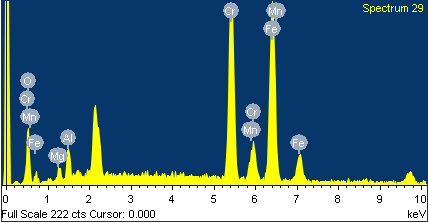 Spectrum 29
Cr
Mn
Fe
O
Cr
Mn
Fe
Mg
Al
Cr
Mn
Fe
0 1 2 3 4 5 6 7 8 9 10
Full Scale 222 cts Cursor: 0.000 keV